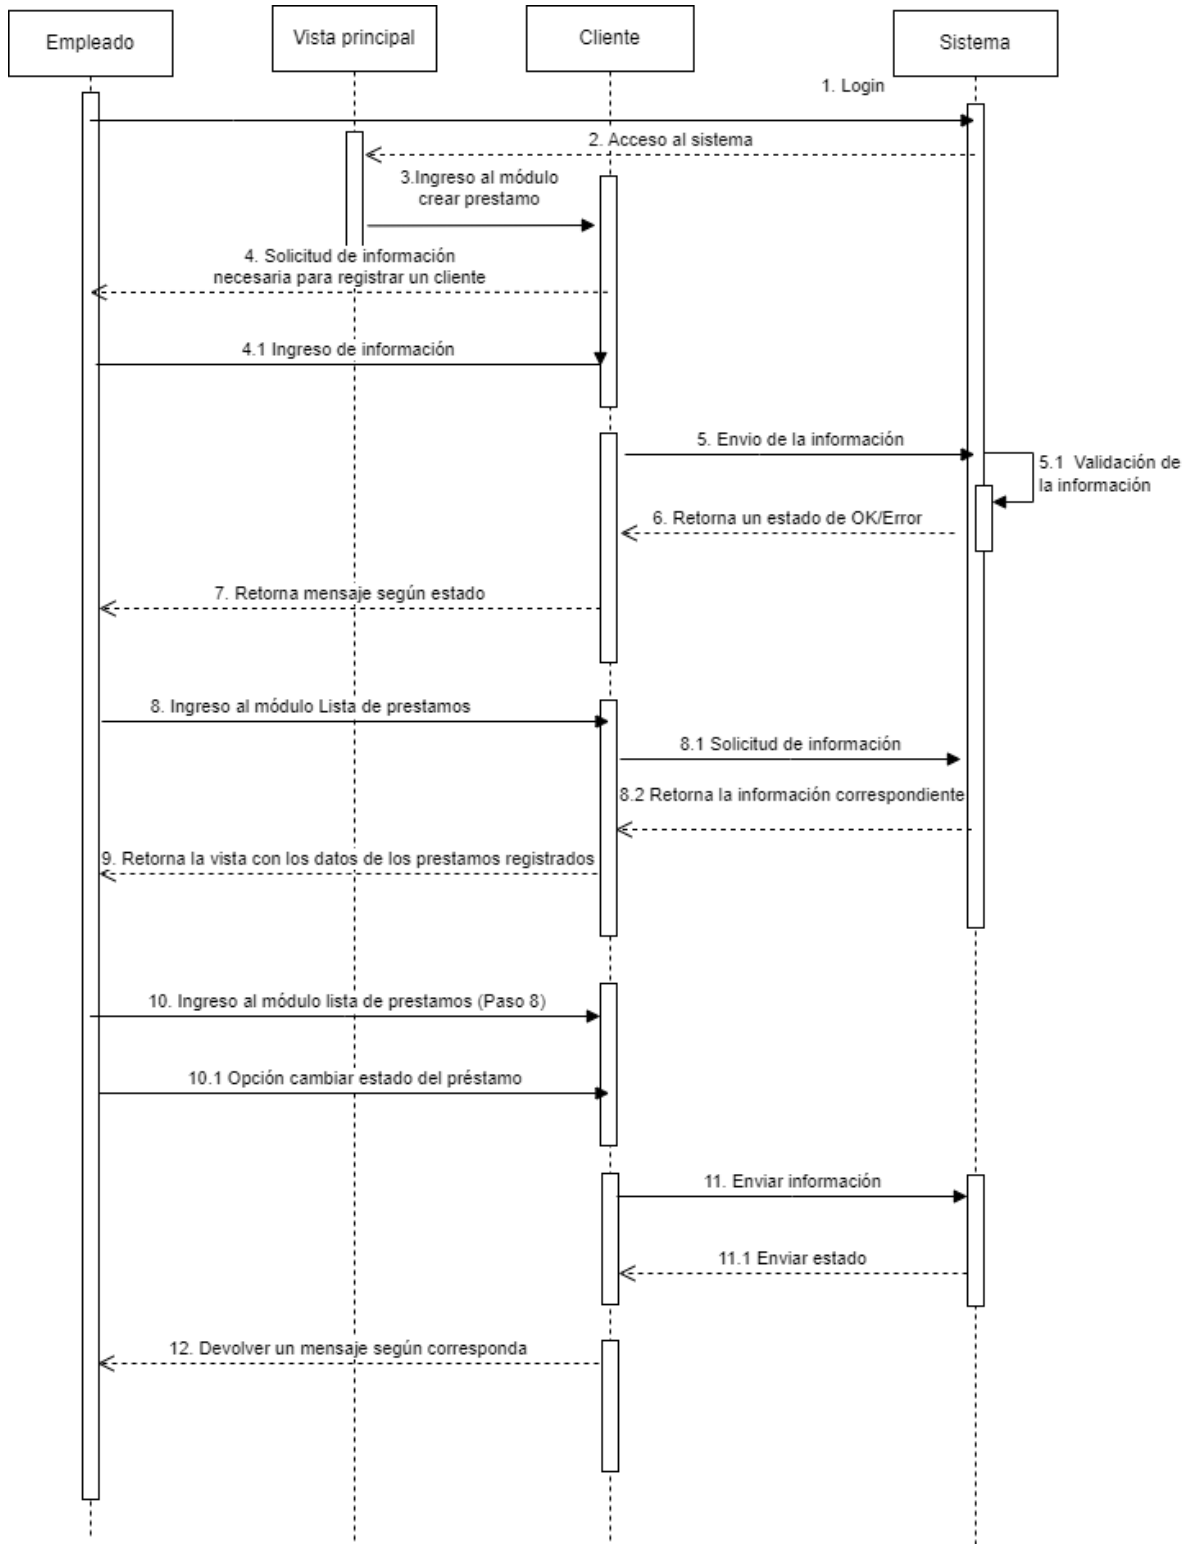 Empleado
Vista principal
Cliente
Sistema
1. Login
2. Acceso al sistema
3.Ingreso al módulo
crear prestamo
4. Solicitud de información
necesaria para registrar un cliente
4.1 Ingreso de información
5. Envio de la información
5.1 Validación de
la información
6. Retorna un estado de OK/Error
7. Retorna mensaje según estado
8. Ingreso al módulo Lista de prestamos
8.1 Solicitud de información
8.2 Retorna la información correspondiente
9. Retorna la vista con los datos de los prestamos registrados
10. Ingreso al módulo lista de prestamos (Paso 8)
10.1 Opción cambiar estado del préstamo
11. Enviar información
11.1 Enviar estado
12. Devolver un mensaje según corresponda